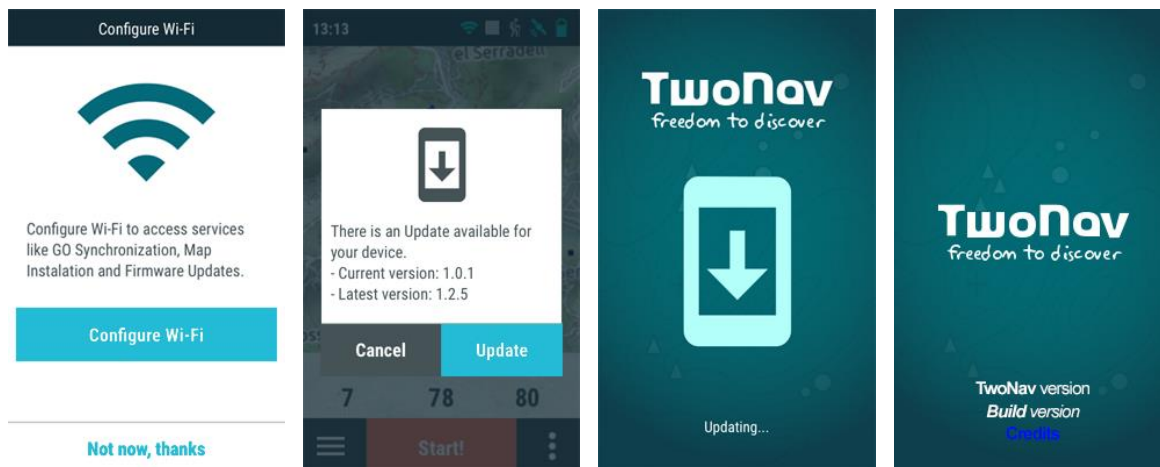 Configure Wi-Fi
Configure Wi-Fi to access services
like GO Synchronization, Map
Instalation and Firmware Updates.
Configure Wi-Fi
Not now, thanks
13:13
el Serradell
There is an Update available for
your device.
- Current version: 1.0.1
- Latest version: 1.2.5
Cancel
Update
7 78 80
Start!
TwoNav
freedom to discover
Updating...
TwoNav
freedom to discover
TwoNav version
Build version
Credits